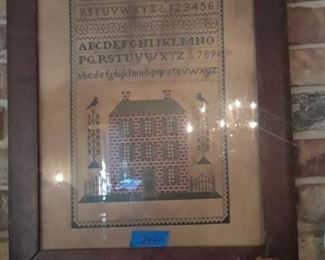 RSTUVWXYZ&123456
ABCDEFGHIJKLMNO
PQRSTUVWXYZ&789
abcdefghijklmnopqrstuvwxyz